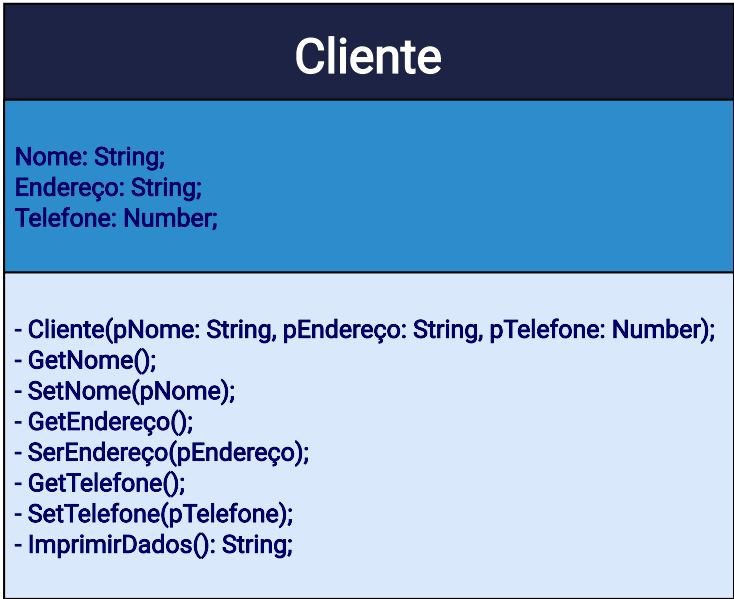 Cliente
Nome: String;
Endereço: String;
Telefone: Number;
- Cliente(pNome: String, pEndereço: String, pTelefone: Number);
- GetNome();
- SetNome(pNome);
- GetEndereço();
- SerEndereço(pEndereço);
- GetTelefone();
- SetTelefone(pTelefone);
- ImprimirDados(): String;